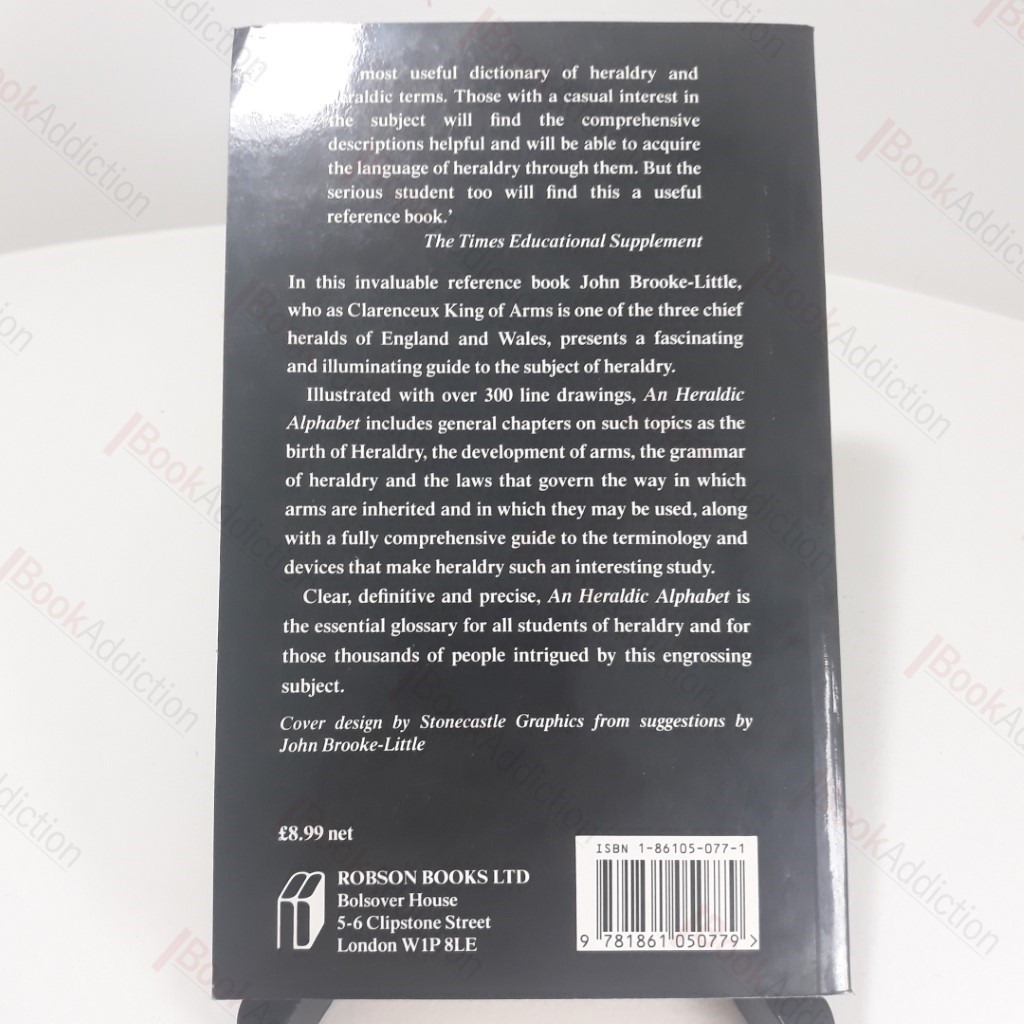 most useful dictionary of heraldry and
heraldic terms. Those with a casual interest in
the subject will find the comprehensive
descriptions helpful and will be able to acquire
the language of heraldry through them. But the
serious student too will find this a useful
reference book.'
The Times Educational Supplement
In this invaluable reference book John Brooke-Little,
who as Clarenceux King of Arms is one of the three chief
heralds of England and Wales, presents a fascinating
and illuminating guide to the subject of heraldry.
Illustrated with over 300 line drawings, An Heraldic
Alphabet includes general chapters on such topics as the
birth of Heraldry, the development of arms, the grammar
of heraldry and the laws that govern the way in which
arms are inherited and in which they may be used, along
with a fully comprehensive guide to the terminology and
devices that make heraldry such an interesting study.
Clear, definitive and precise, An Heraldic Alphabet is
the essential glossary for all students of heraldry and for
those thousands of people intrigued by this engrossing
subject.
Cover design by Stonecastle Graphics from suggestions by
John Brooke-Little
£8.99 net
ROBSON BOOKS LTD
Bolsover House
5-6 Clipstone Street
London W1P 8LE
ISBN 1-86105-077-1
9 781861 050779 >
BookAddiction